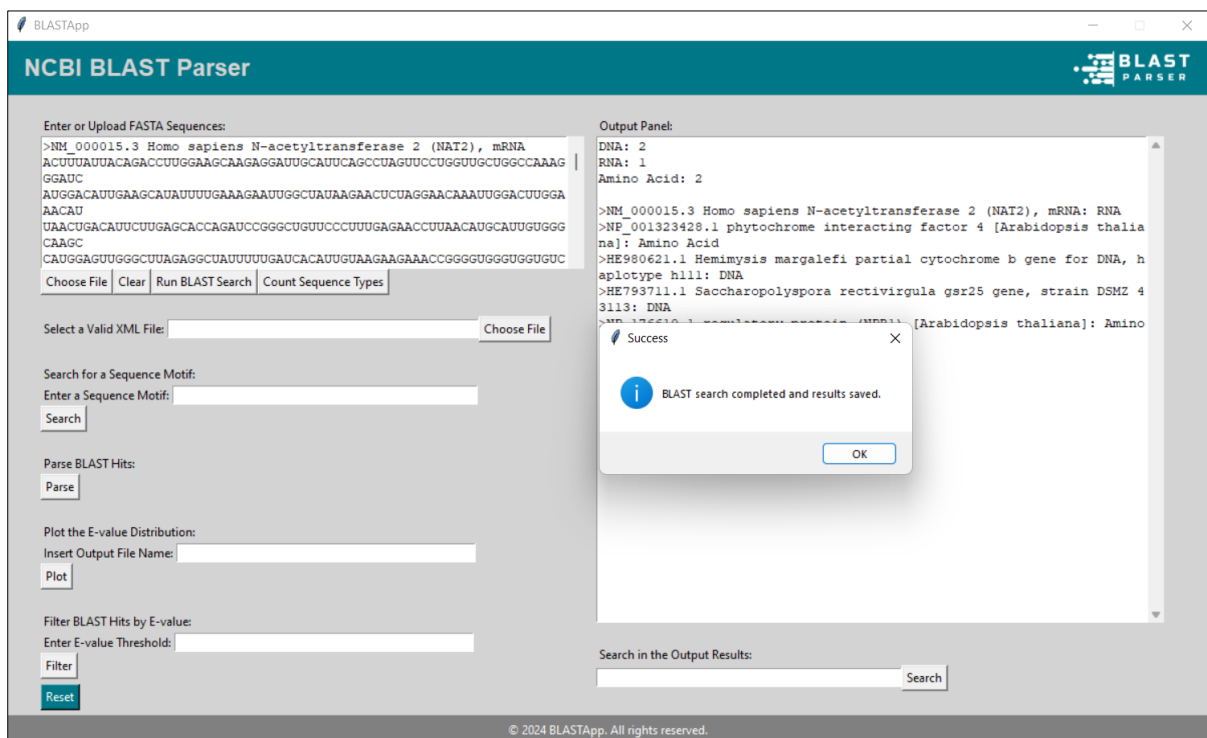 BLASTApp
NCBI BLAST Parser
BLAST
PARSER
Enter or Upload FASTA Sequences:
>NM_000015.3 Homo sapiens N-acetyltransferase 2 (NAT2), mRNA
ACUUUAUUACAGACCUUGGAAGCAAGAGGAUUGCAUUCAGCCUAGUUCCUGGUUGCUGGCCAAAG
GGAUC
AUGGACAUUGAAGCAUAUUUUGAAAGAAUUGGCUAUAAGAACUCUAGGAACAAAUUGGACUUGGA
AACAU
UAACUGACAUUCUUGAGCACCAGAUCCGGGCUGUUCCCUUUGAGAACCUUAACAUGCAUUGUGGG
CAAGC
CAUGGAGUUGGGCUUAGAGGCUAUUUUUGAUCACAUUGUAAGAAGAAACCGGGGUGGGUGGUGUC
Choose File
Clear
Run BLAST Search
Count Sequence Types
Select a Valid XML File:
Choose File
Search for a Sequence Motif:
Enter a Sequence Motif:
Search
Parse BLAST Hits:
Parse
Plot the E-value Distribution:
Insert Output File Name:
Plot
Filter BLAST Hits by E-value:
Enter E-value Threshold:
Filter
Reset
Output Panel:
DNA: 2
RNA: 1
Amino Acid: 2
>NM_000015.3 Homo sapiens N-acetyltransferase 2 (NAT2), mRNA: RNA
>NP_001323428.1 phytochrome interacting factor 4 [Arabidopsis thalia
na]: Amino Acid
>HE980621.1 Hemimysis margalefi partial cytochrome b gene for DNA, h
aplotype h111: DNA
>HE793711.1 Saccharopolyspora rectivirgula gsr25 gene, strain DSMZ 4
3113: DNA
[Arabidopsis thaliana]: Amino
Success
BLAST search completed and results saved.
OK
Search in the Output Results:
Search
© 2024 BLASTApp. All rights reserved.